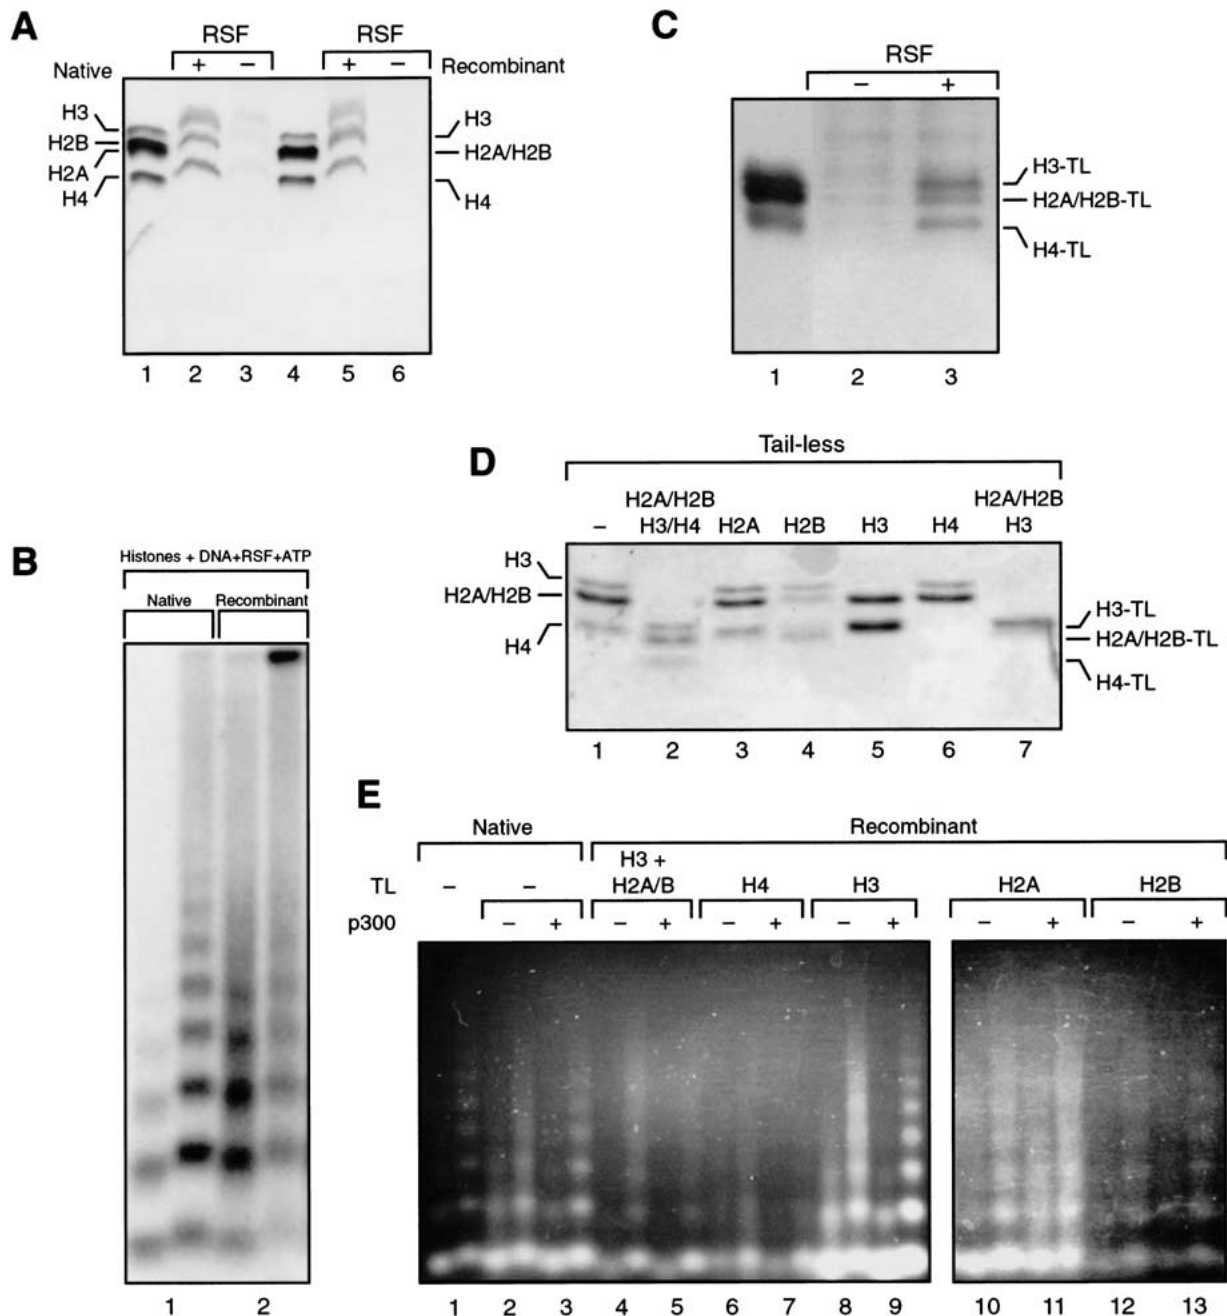 A
RSF RSF
Native + − + − Recombinant
H3
H2B
H2A
H4
H3
H2A/H2B
H4
1 2 3 4 5 6
C
RSF
− +
H3-TL
H2A/H2B-TL
H4-TL
1 2 3
B
Histones + DNA+RSF+ATP
Native Recombinant
1 2
D
Tail-less
H2A/H2B H2A/H2B
− H3/H4 H2A H2B H3 H4 H3
H3
H2A/H2B
H4
H3-TL
H2A/H2B-TL
H4-TL
1 2 3 4 5 6 7
E
Native Recombinant
H3 +
TL − − H2A/B H4 H3 H2A H2B
p300 − + − + − + − + − + − +
1 2 3 4 5 6 7 8 9 10 11 12 13